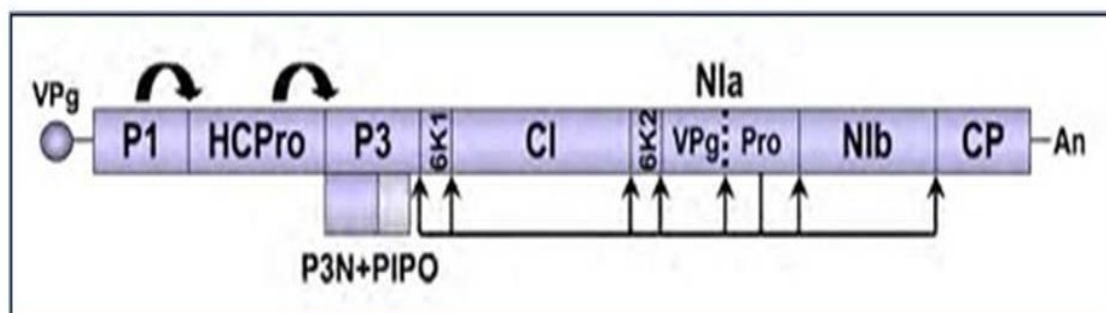 NIa
VPg
P1 HCPro P3 6K1 CI 6K2 VPg Pro NIb CP An
P3N+PIPO